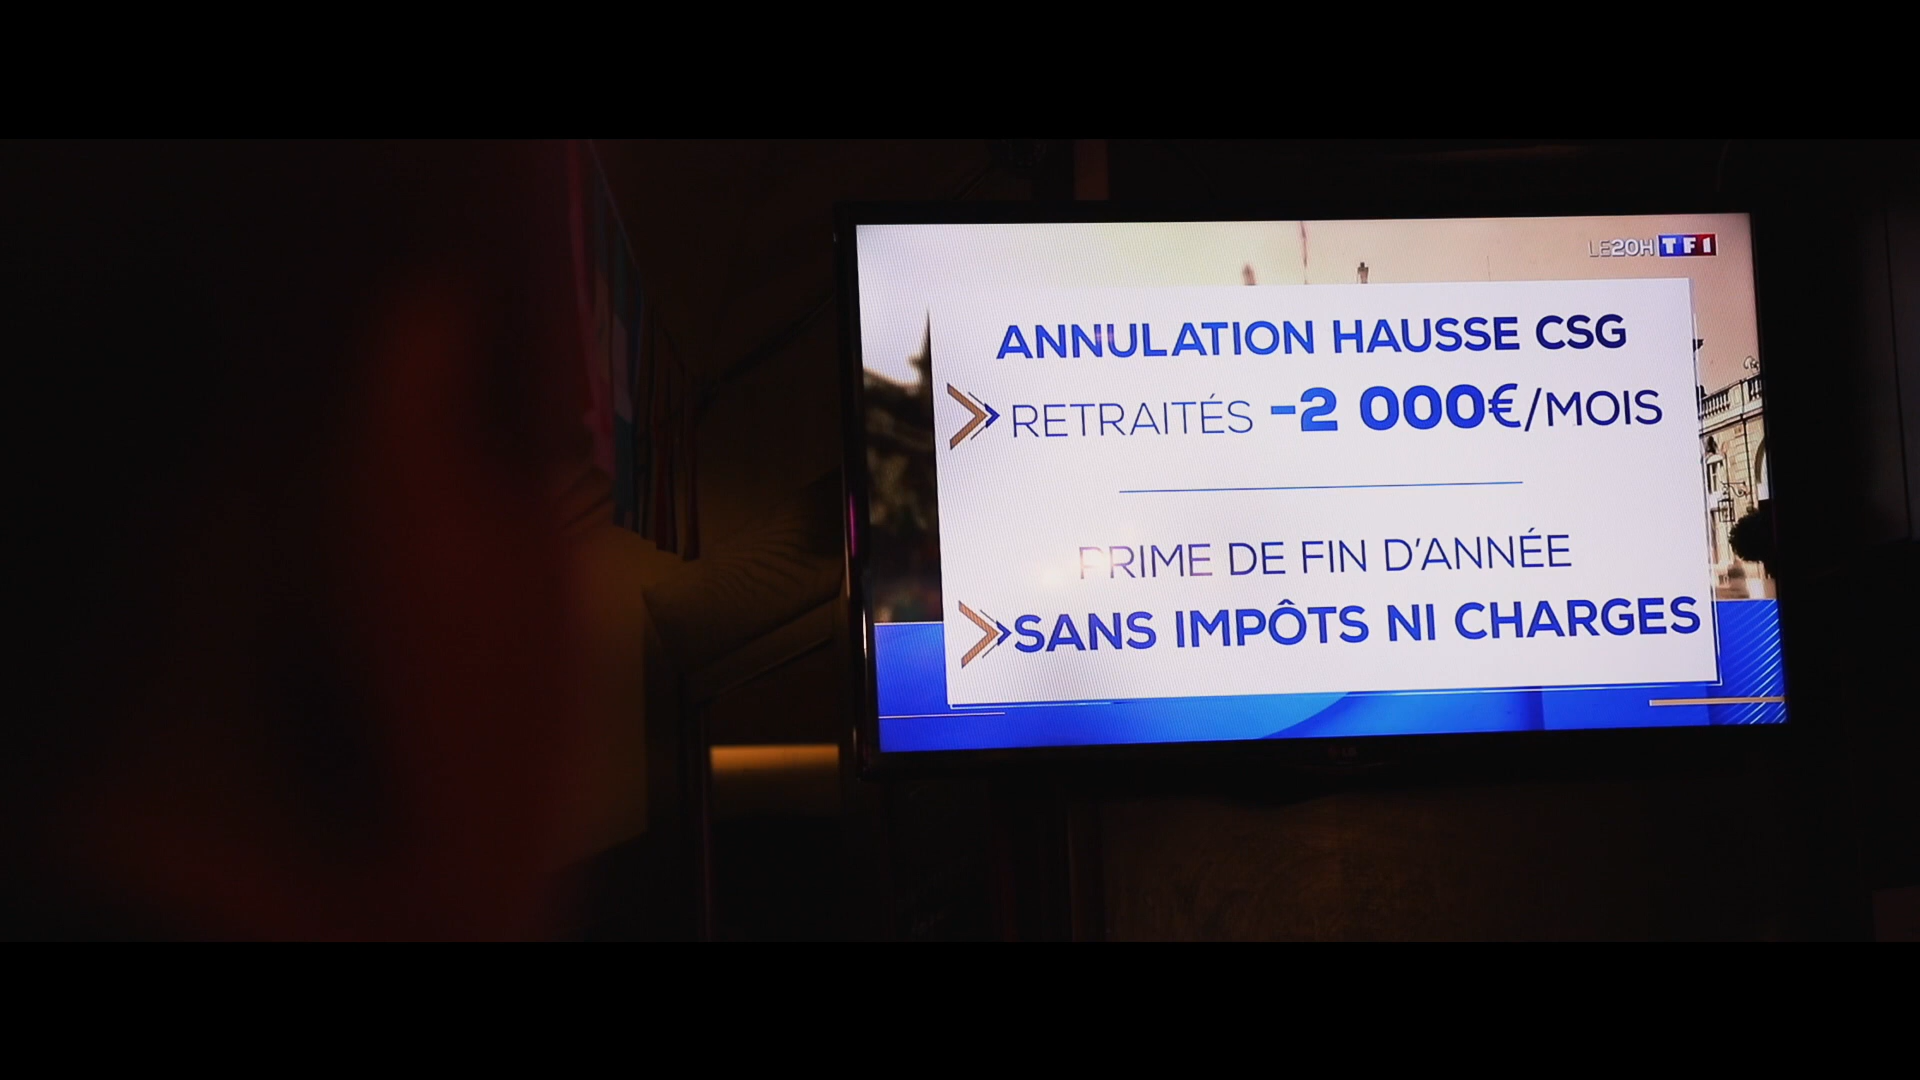 LE20H TF1
ANNULATION HAUSSE CSG
RETRAITÉS -2 000€/MOIS
PRIME DE FIN D'ANNÉE
SANS IMPÔTS NI CHARGES